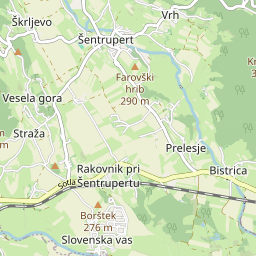 Vrh
Škrljevo
Šentrupert
Farovški
hrib
290 m
Vesela gora
Straža
Prelesje
Rakovnik pri
Šentrupertu
Bistrica
Borštek
276 m
Slovenska vas